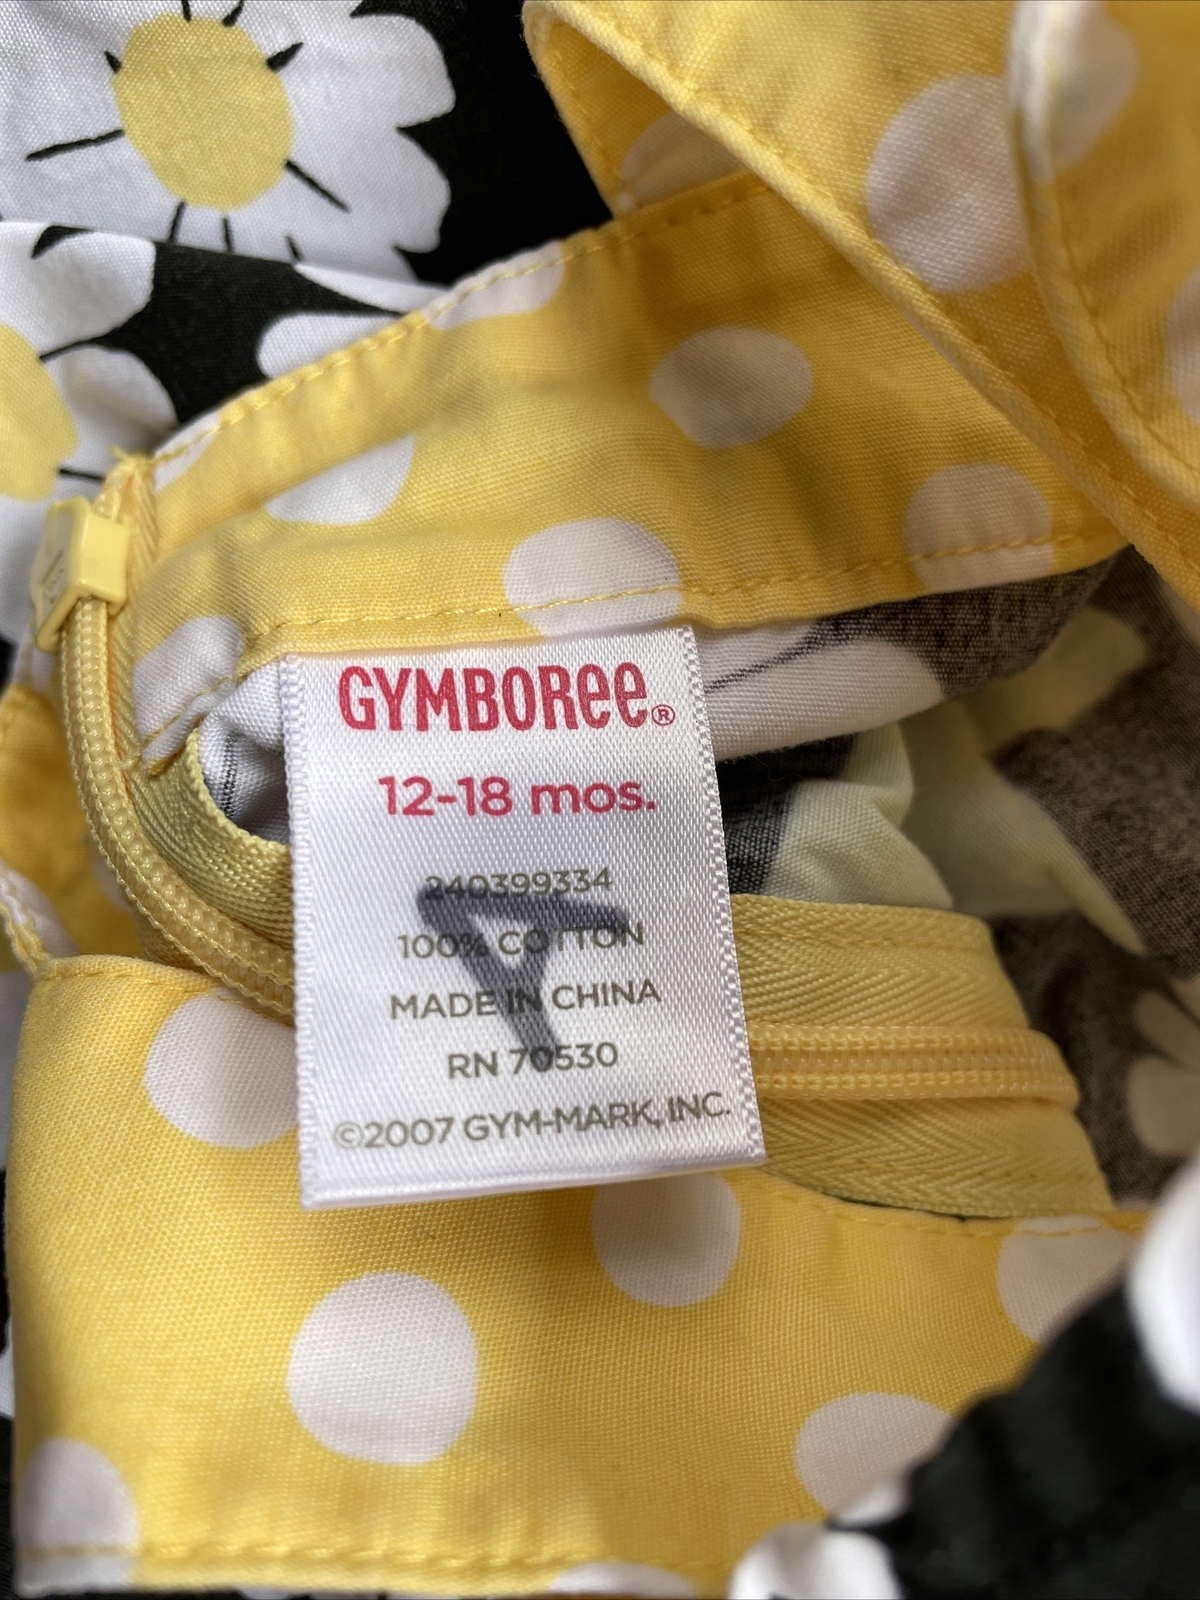 GYMBOREE®
12-18 mos.
240399334
100% COTTON
MADE IN CHINA
RN 70530
©2007 GYM-MARK, INC.